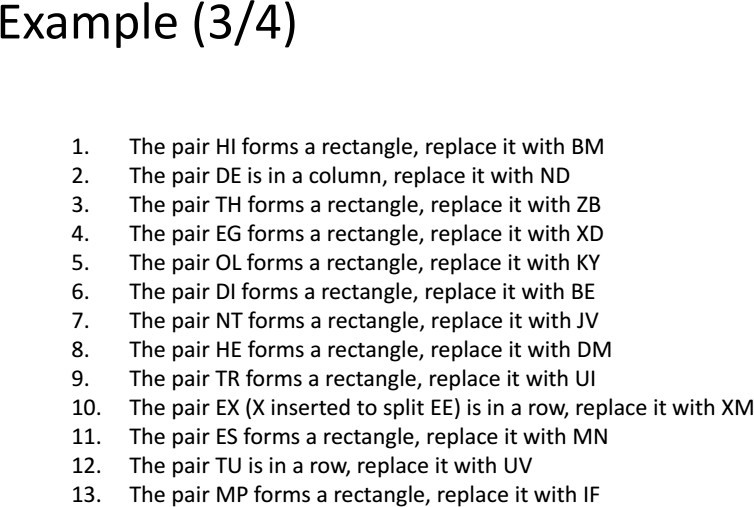 Example (3/4)
1. The pair HI forms a rectangle, replace it with BM
2. The pair DE is in a column, replace it with ND
3. The pair TH forms a rectangle, replace it with ZB
4. The pair EG forms a rectangle, replace it with XD
5. The pair OL forms a rectangle, replace it with KY
6. The pair DI forms a rectangle, replace it with BE
7. The pair NT forms a rectangle, replace it with JV
8. The pair HE forms a rectangle, replace it with DM
9. The pair TR forms a rectangle, replace it with UI
10. The pair EX (X inserted to split EE) is in a row, replace it with XM
11. The pair ES forms a rectangle, replace it with MN
12. The pair TU is in a row, replace it with UV
13. The pair MP forms a rectangle, replace it with IF